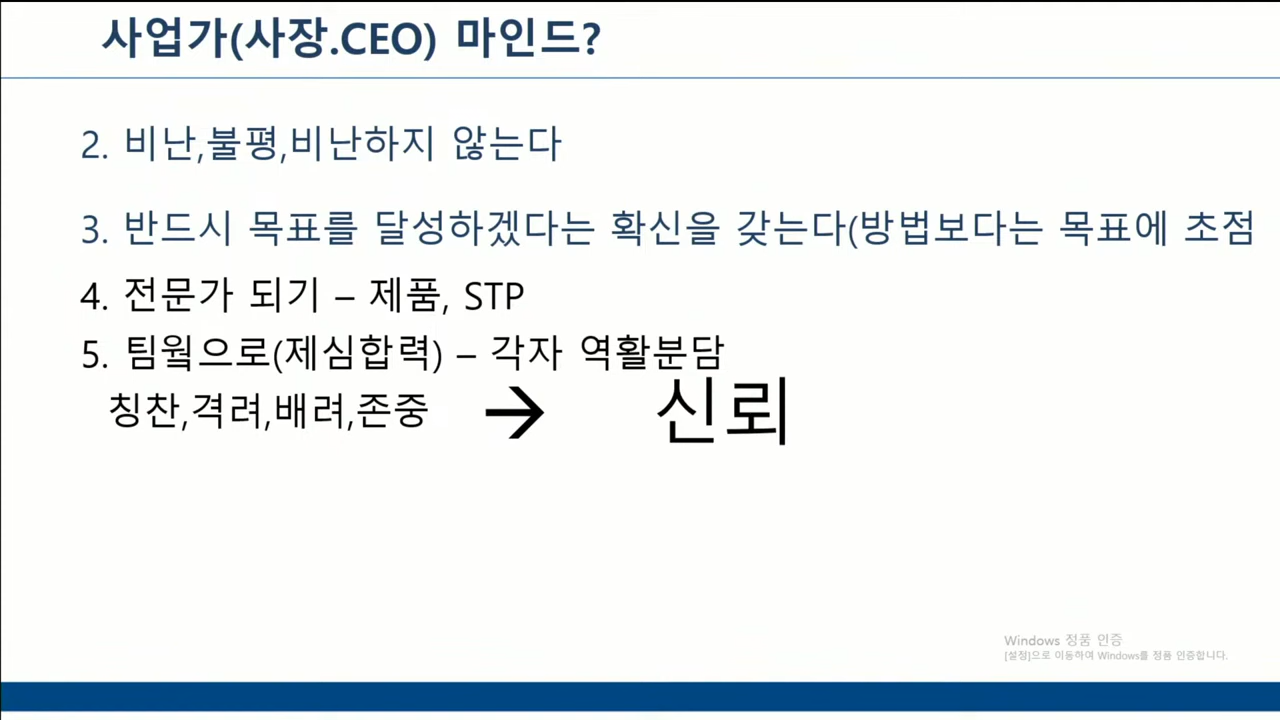 사업가(사장.CEO) 마인드?
2. 비난,불평,비난하지 않는다
3. 반드시 목표를 달성하겠다는 확신을 갖는다(방법보다는 목표에 초점
4. 전문가 되기 – 제품, STP
5. 팀웤으로(제심합력) – 각자 역활분담
칭찬,격려,배려,존중 → 신뢰
Windows 정품 인증
[설정]으로 이동하여 Windows를 정품 인증합니다.